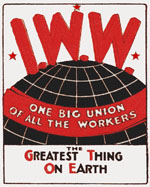 I.W.W.
ONE BIG UNION
OF ALL THE WORKERS
THE
GREATEST THING
ON EARTH